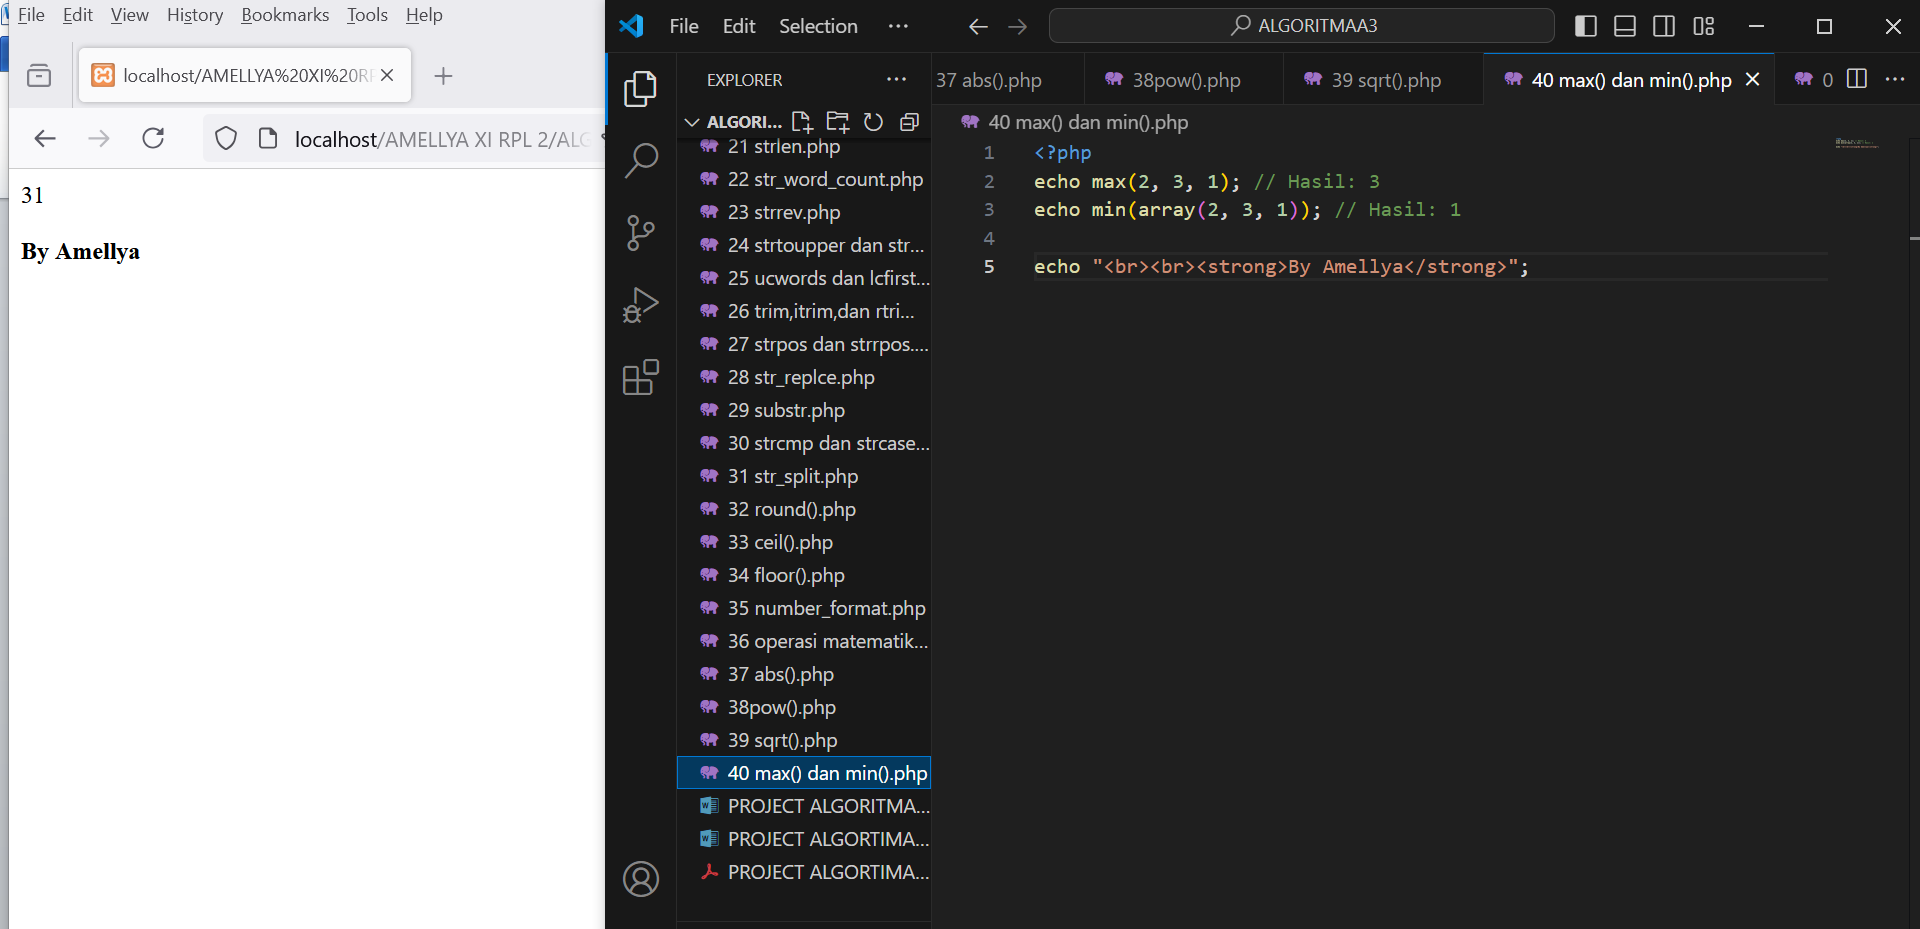 File Edit View History Bookmarks Tools Help
localhost/AMELLYA%20XI%20RP
localhost/AMELLYA XI RPL 2/ALG
31
By Amellya
File Edit Selection ···
ALGORITMAA3
EXPLORER
ALGORI...
21 strlen.php
22 str_word_count.php
23 strrev.php
24 strtoupper dan str...
25 ucwords dan lcfirst...
26 trim,itrim,dan rtri...
27 strpos dan strrpos....
28 str_replce.php
29 substr.php
30 strcmp dan strcase...
31 str_split.php
32 round().php
33 ceil().php
34 floor().php
35 number_format.php
36 operasi matematik...
37 abs().php
38pow().php
39 sqrt().php
40 max() dan min().php
PROJECT ALGORITMA...
PROJECT ALGORTIMA...
PROJECT ALGORTIMA...
37 abs().php 38pow().php 39 sqrt().php 40 max() dan min().php 0
40 max() dan min().php
1 <?php
2 echo max(2, 3, 1); // Hasil: 3
3 echo min(array(2, 3, 1)); // Hasil: 1
4
5 echo "<br><br><strong>By Amellya</strong>";